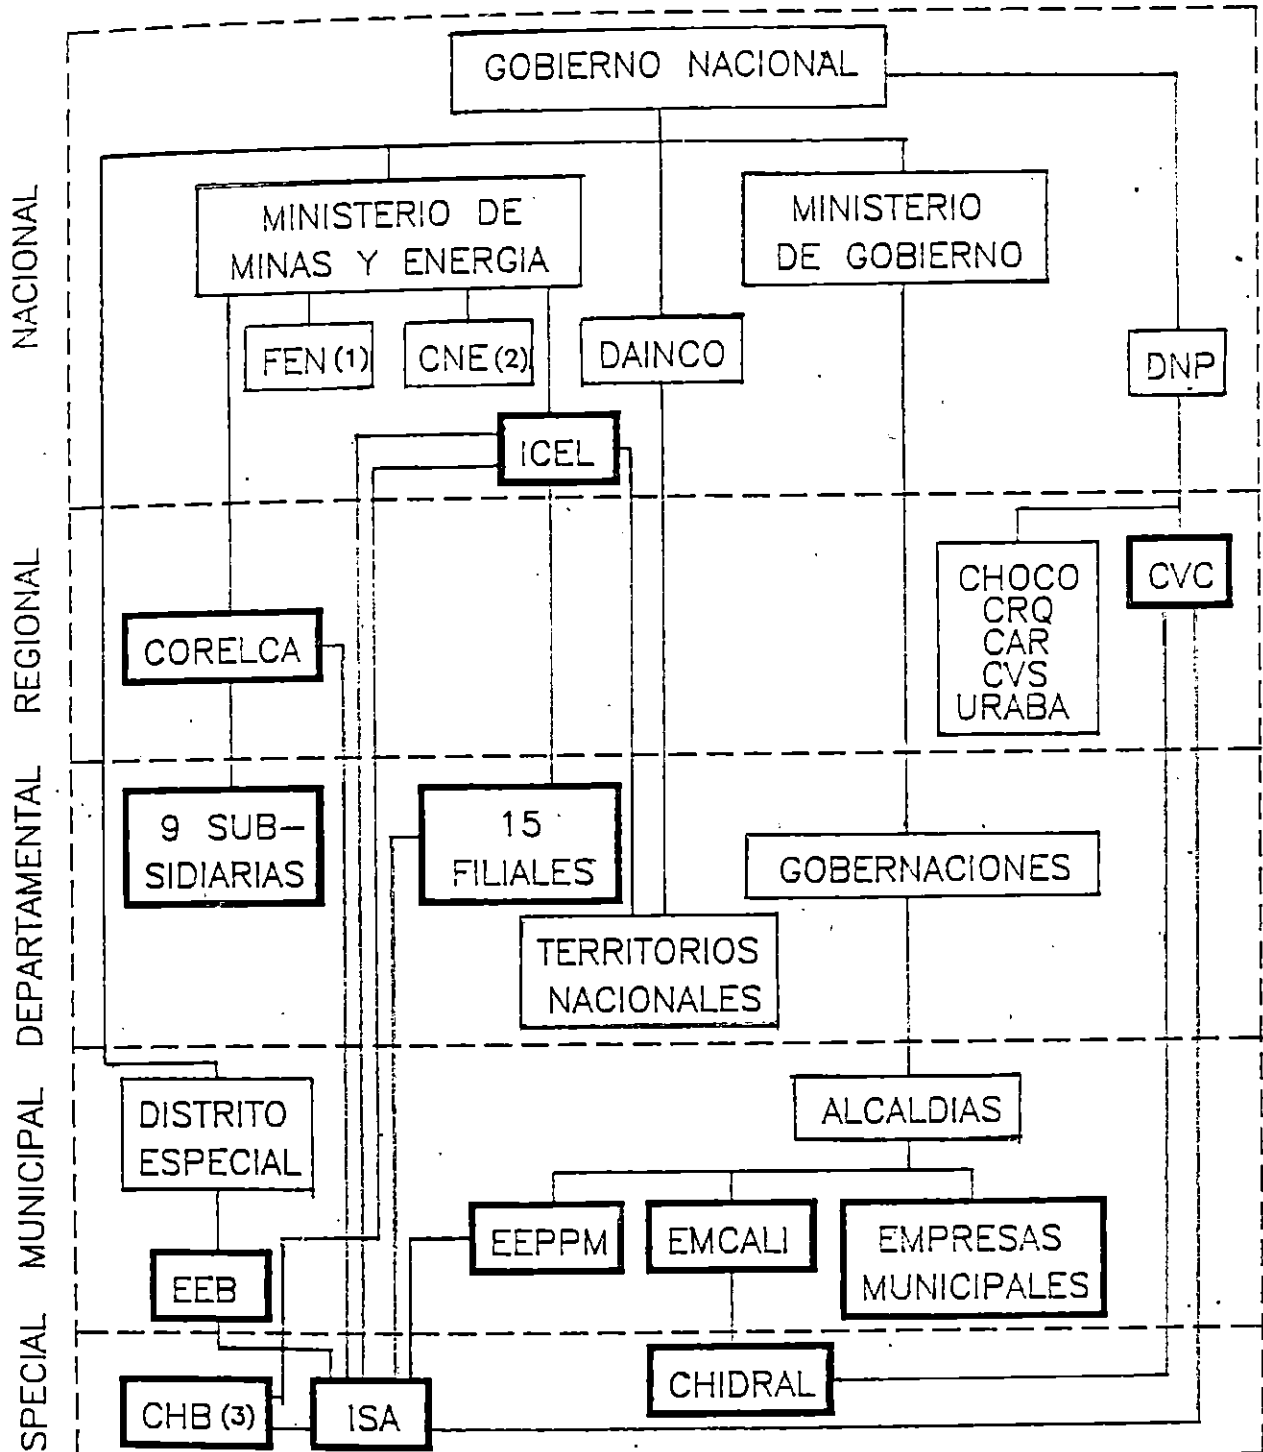 GOBIERNO NACIONAL
NACIONAL
MINISTERIO DE
MINAS Y ENERGIA
MINISTERIO
DE GOBIERNO
FEN (1)
CNE (2)
DAINCO
DNP
ICEL
REGIONAL
CHOCO
CRQ
CAR
CVS
URABA
CVC
CORELCA
DEPARTAMENTAL
9 SUB-
SIDIARIAS
15
FILIALES
GOBERNACIONES
TERRITORIOS
NACIONALES
MUNICIPAL
DISTRITO
ESPECIAL
ALCALDIAS
EEPPM
EMCALI
EMPRESAS
MUNICIPALES
EEB
SPECIAL
CHB (3)
ISA
CHIDRAL